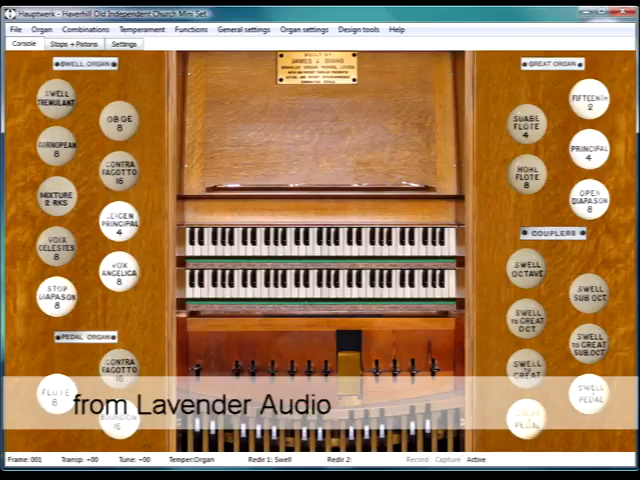 Hauptwerk - Haverhill Old Independent Church Mini Set
File Organ Combinations Temperament Functions General settings Organ settings Design tools Help
Console Stops + Pistons Settings
SWELL ORGAN
SWELL TREMULANT
OBOE 8
CORNOPEAN 8
CONTRA FAGOTTO 16
MIXTURE 2 RKS
GEIGEN PRINCIPAL 4
VOIX CELESTES 8
VOX ANGELICA 8
STOP DIAPASON 8
PEDAL ORGAN
CONTRA FAGOTTO 16
FLUTE 8
BOURDON 16
BUILT BY
JAMES J. BINNS
GREAT ORGAN
FIFTEENTH 2
SUABE FLOTE 4
PRINCIPAL 4
HOHL FLOTE 8
OPEN DIAPASON 8
COUPLERS
SWELL OCTAVE
SWELL SUB OCT
SWELL TO GREAT OCT.
SWELL TO GREAT SUB.OCT
SWELL TO GREAT
SWELL TO PEDAL
GREAT TO PEDAL
from Lavender Audio
Frame: 001 Transp: +00 Tune: +00 Temper:Organ Redir 1: Swell Redir 2: Record Capture Active